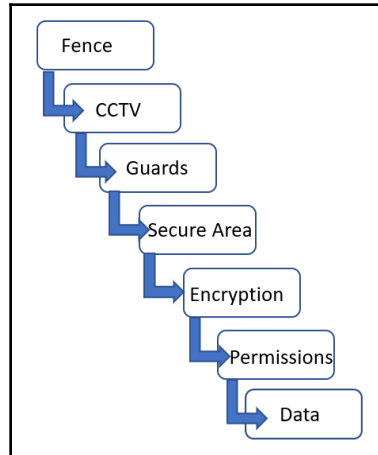 Fence
CCTV
Guards
Secure Area
Encryption
Permissions
Data